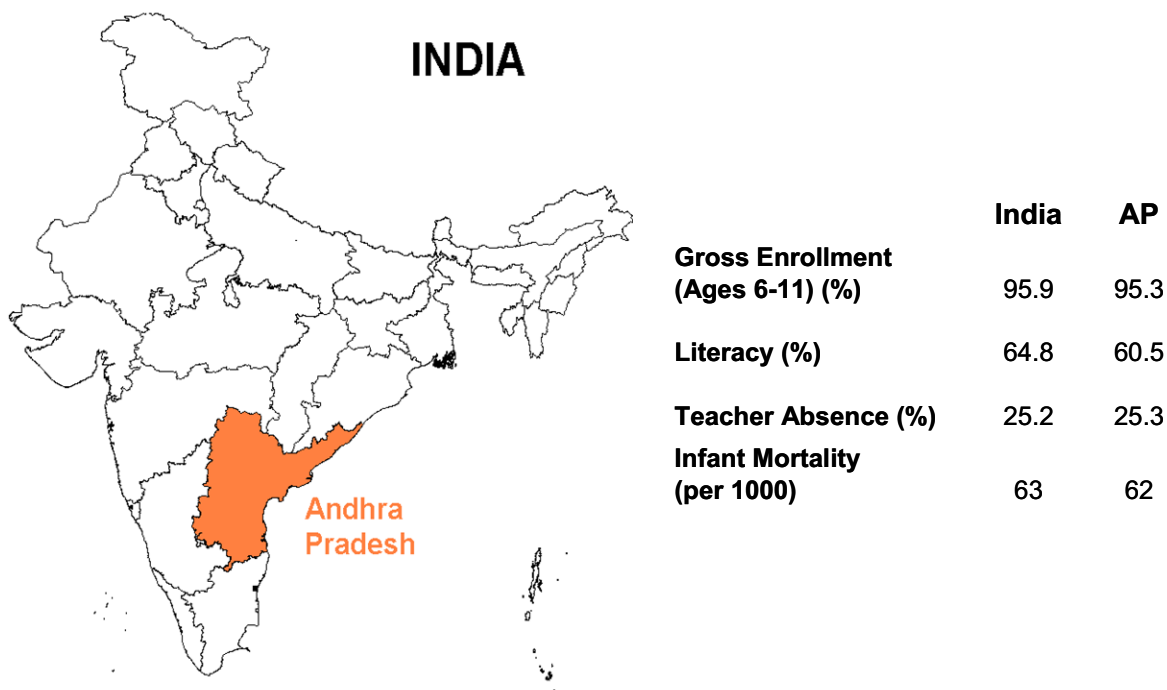 INDIA
Andhra
Pradesh
India AP
Gross Enrollment
(Ages 6-11) (%) 95.9 95.3
Literacy (%) 64.8 60.5
Teacher Absence (%) 25.2 25.3
Infant Mortality
(per 1000) 63 62